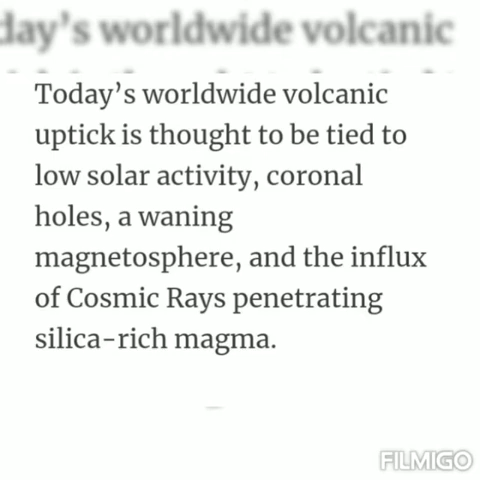 day's worldwide volcanic
Today's worldwide volcanic
uptick is thought to be tied to
low solar activity, coronal
holes, a waning
magnetosphere, and the influx
of Cosmic Rays penetrating
silica-rich magma.
FILMIGO